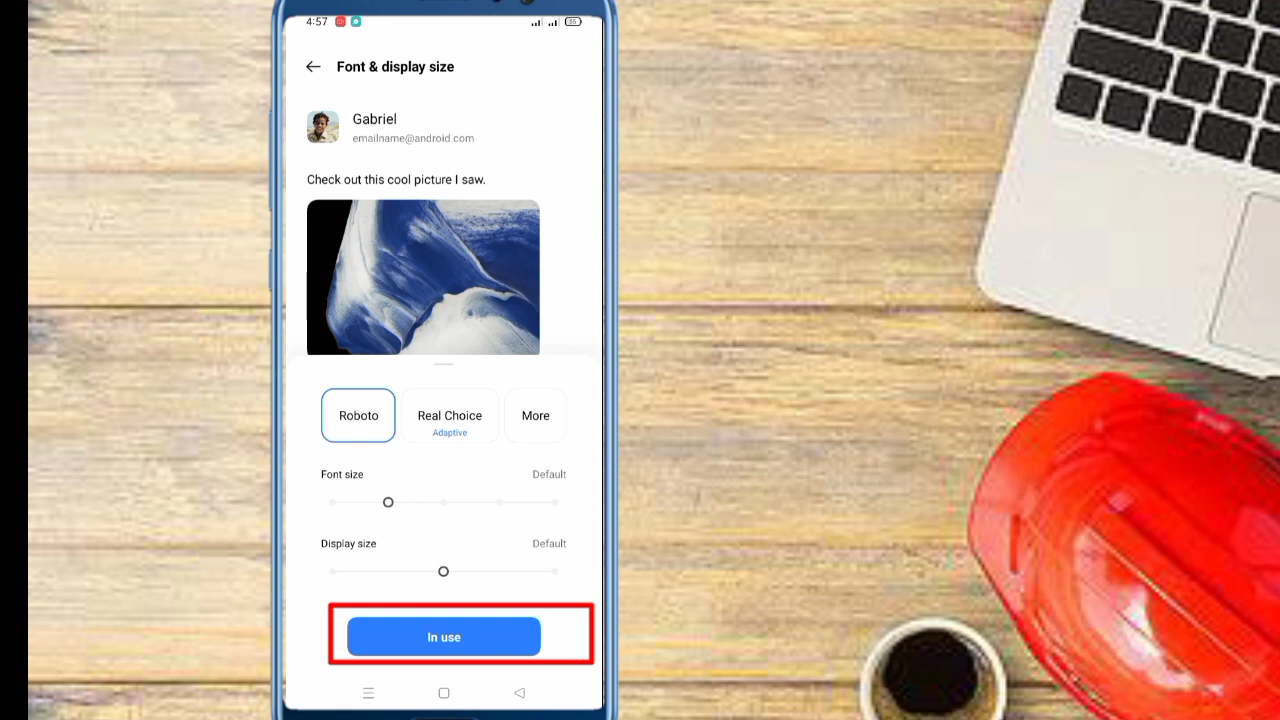 4:57
55
Font & display size
Gabriel
emailname@android.com
Check out this cool picture I saw.
Roboto
Real Choice
More
Adaptive
Font size
Default
Display size
Default
In use